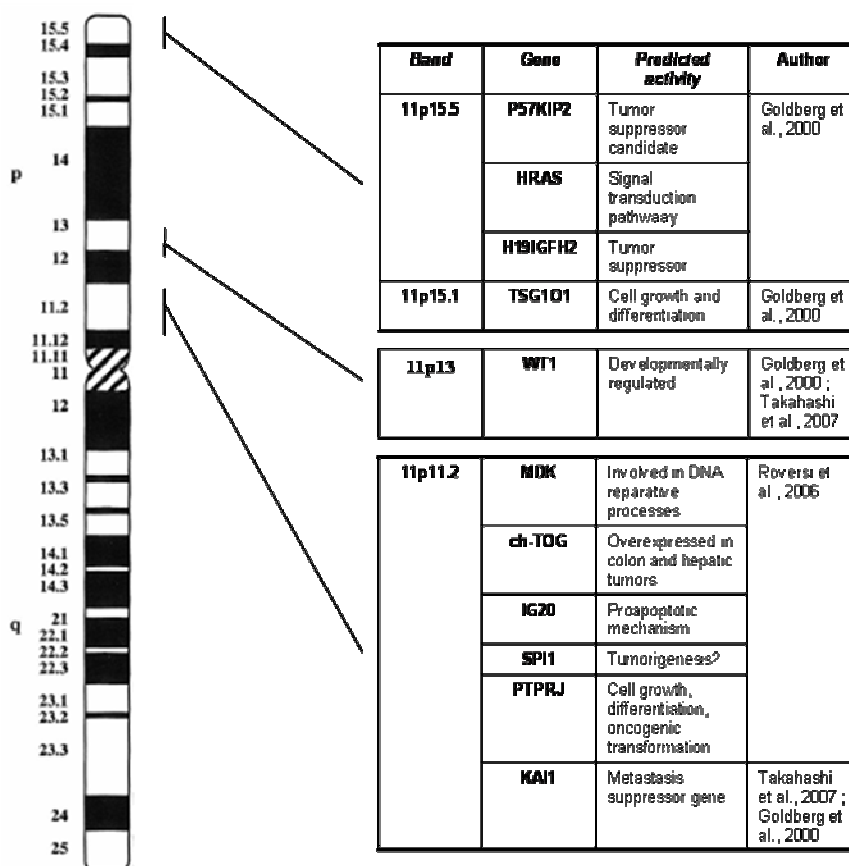 15.5
15.4
15.3
15.2
15.1
14
p
13
12
11.2
11.12
11.11
11
12
13.1
13.3
13.5
14.1
14.2
14.3
21
q
22.1
22.2
22.3
23.1
23.2
23.3
24
25
Band Gene Predicted activity Author
11p15.5 P57KIP2 Tumor suppressor candidate Goldberg et al., 2000
HRAS Signal transduction pathwaay
H19IGFH2 Tumor suppressor
11p15.1 TSG1O1 Cell growth and differentiation Goldberg et al., 2000
11p13 WT1 Developmentally regulated Goldberg et al., 2000 ; Takahashi et al., 2007
11p11.2 MDK Involved in DNA reparative processes Roversi et al., 2006
ch-TOG Overexpressed in colon and hepatic tumors
IG20 Proapoptotic mechanism
SPI1 Tumorigenesis?
PTPRJ Cell growth, differentiation, oncogenic transformation
KAI1 Metastasis suppressor gene Takahashi et al., 2007 ; Goldberg et al., 2000